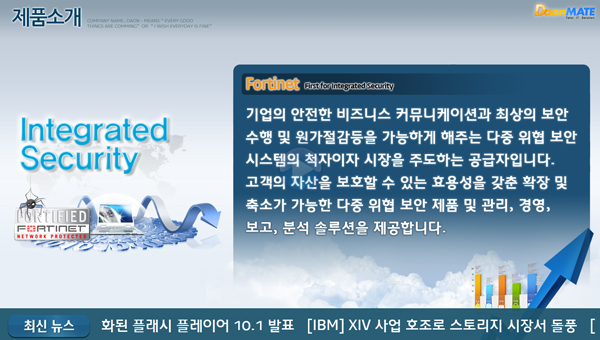 제품소개
COMPANY NAME, DAON - RISING. " EVERY GOOD
THINGS ARE COMMING." OR " I WISH EVERYDAY IS FINE"
DaonMATE
Total IT Services
Fortinet First for Integrated Security
기업의 안전한 비즈니스 커뮤니케이션과 최상의 보안
수행 및 원가절감등을 가능하게 해주는 다중 위협 보안
시스템의 척자이자 시장을 주도하는 공급자입니다.
고객의 자산을 보호할 수 있는 효용성을 갖춘 확장 및
축소가 가능한 다중 위협 보안 제품 및 관리, 경영,
보고, 분석 솔루션을 제공합니다.
Integrated
Security
FORTIFIED
FORTINET
NETWORK PROTECTED
최신 뉴스 화된 플래시 플레이어 10.1 발표 [IBM] XIV 사업 호조로 스토리지 시장서 돌풍 [